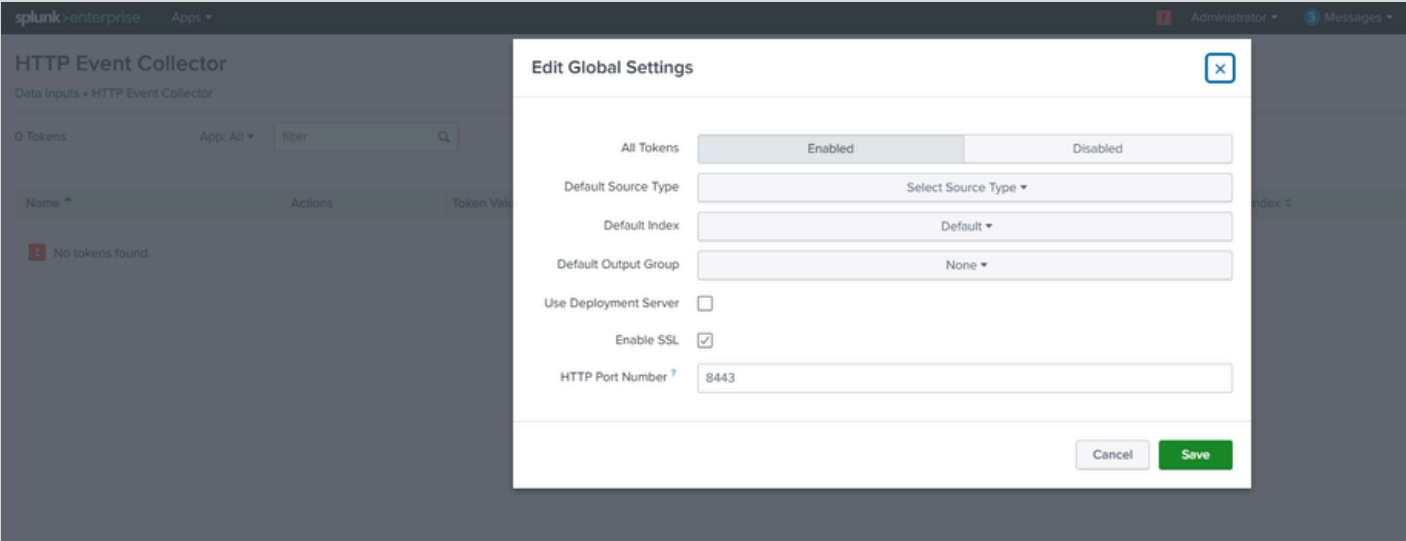 splunk>enterprise Apps ▾ ! Administrator ▾ 3 Messages ▾
HTTP Event Collector
Data Inputs » HTTP Event Collector
0 Tokens App: All ▾ filter
Name Actions Token Valu ndex
! No tokens found.
Edit Global Settings
All Tokens Enabled Disabled
Default Source Type Select Source Type ▾
Default Index Default ▾
Default Output Group None ▾
Use Deployment Server
Enable SSL
HTTP Port Number ? 8443
Cancel Save